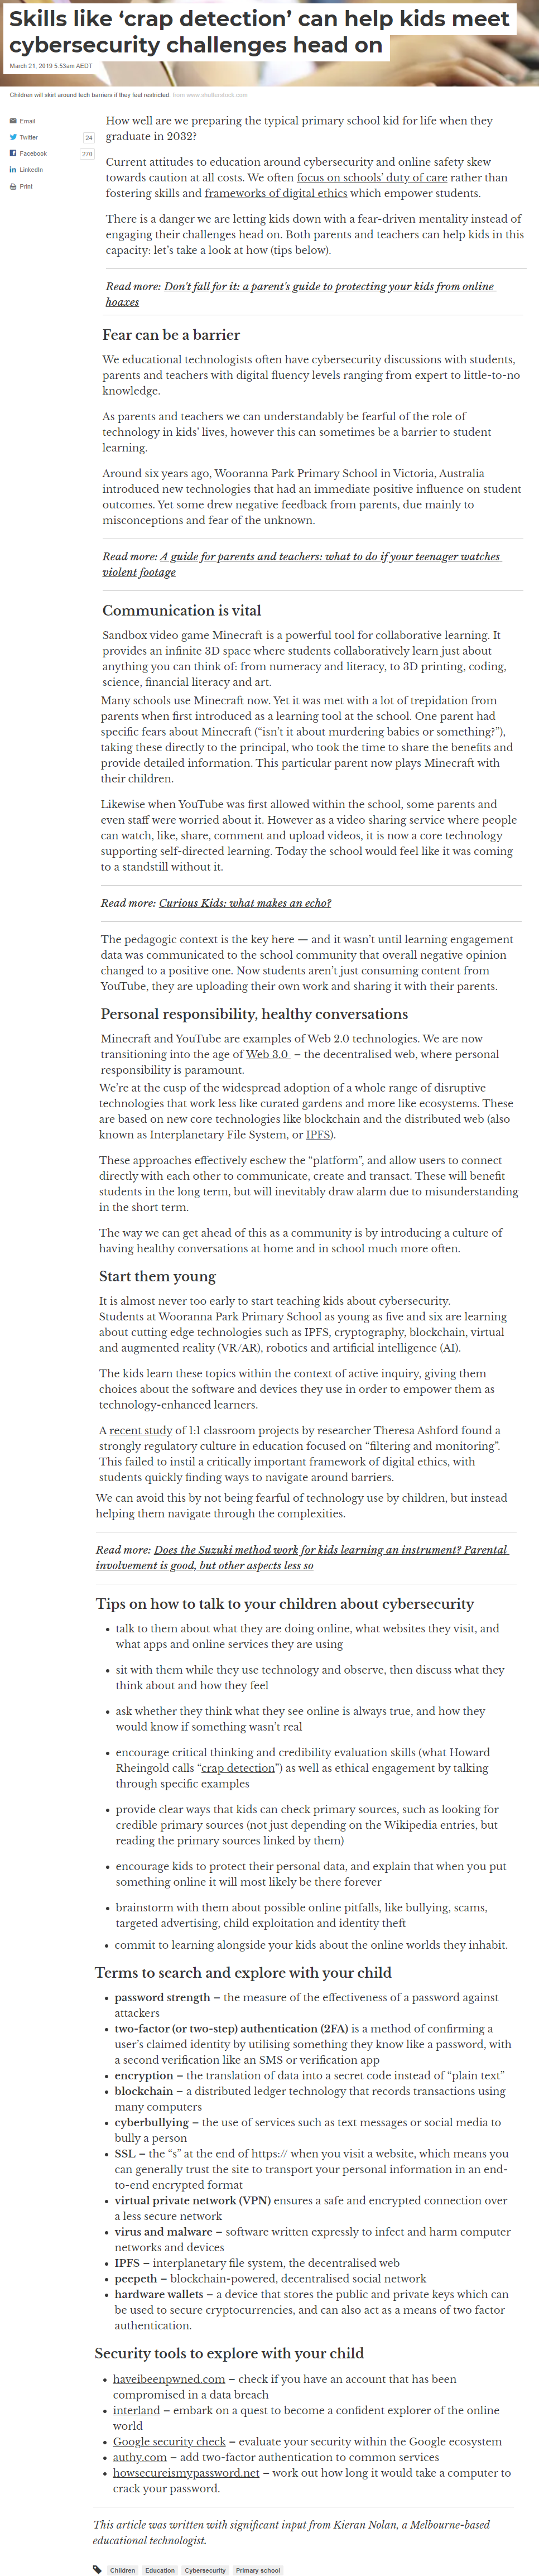 Skills like ‘crap detection’ can help kids meet
cybersecurity challenges head on
March 21, 2019 5.53am AEDT
Children will skirt around tech barriers if they feel restricted. from www.shutterstock.com
Email
Twitter 24
Facebook 270
LinkedIn
Print
How well are we preparing the typical primary school kid for life when they
graduate in 2032?
Current attitudes to education around cybersecurity and online safety skew
towards caution at all costs. We often focus on schools’ duty of care rather than
fostering skills and frameworks of digital ethics which empower students.
There is a danger we are letting kids down with a fear-driven mentality instead of
engaging their challenges head on. Both parents and teachers can help kids in this
capacity: let’s take a look at how (tips below).
Read more: Don’t fall for it: a parent’s guide to protecting your kids from online
hoaxes
Fear can be a barrier
We educational technologists often have cybersecurity discussions with students,
parents and teachers with digital fluency levels ranging from expert to little-to-no
knowledge.
As parents and teachers we can understandably be fearful of the role of
technology in kids’ lives, however this can sometimes be a barrier to student
learning.
Around six years ago, Wooranna Park Primary School in Victoria, Australia
introduced new technologies that had an immediate positive influence on student
outcomes. Yet some drew negative feedback from parents, due mainly to
misconceptions and fear of the unknown.
Read more: A guide for parents and teachers: what to do if your teenager watches
violent footage
Communication is vital
Sandbox video game Minecraft is a powerful tool for collaborative learning. It
provides an infinite 3D space where students collaboratively learn just about
anything you can think of: from numeracy and literacy, to 3D printing, coding,
science, financial literacy and art.
Many schools use Minecraft now. Yet it was met with a lot of trepidation from
parents when first introduced as a learning tool at the school. One parent had
specific fears about Minecraft (“isn’t it about murdering babies or something?”),
taking these directly to the principal, who took the time to share the benefits and
provide detailed information. This particular parent now plays Minecraft with
their children.
Likewise when YouTube was first allowed within the school, some parents and
even staff were worried about it. However as a video sharing service where people
can watch, like, share, comment and upload videos, it is now a core technology
supporting self-directed learning. Today the school would feel like it was coming
to a standstill without it.
Read more: Curious Kids: what makes an echo?
The pedagogic context is the key here — and it wasn’t until learning engagement
data was communicated to the school community that overall negative opinion
changed to a positive one. Now students aren’t just consuming content from
YouTube, they are uploading their own work and sharing it with their parents.
Personal responsibility, healthy conversations
Minecraft and YouTube are examples of Web 2.0 technologies. We are now
transitioning into the age of Web 3.0 – the decentralised web, where personal
responsibility is paramount.
We’re at the cusp of the widespread adoption of a whole range of disruptive
technologies that work less like curated gardens and more like ecosystems. These
are based on new core technologies like blockchain and the distributed web (also
known as Interplanetary File System, or IPFS).
These approaches effectively eschew the “platform”, and allow users to connect
directly with each other to communicate, create and transact. These will benefit
students in the long term, but will inevitably draw alarm due to misunderstanding
in the short term.
The way we can get ahead of this as a community is by introducing a culture of
having healthy conversations at home and in school much more often.
Start them young
It is almost never too early to start teaching kids about cybersecurity.
Students at Wooranna Park Primary School as young as five and six are learning
about cutting edge technologies such as IPFS, cryptography, blockchain, virtual
and augmented reality (VR/AR), robotics and artificial intelligence (AI).
The kids learn these topics within the context of active inquiry, giving them
choices about the software and devices they use in order to empower them as
technology-enhanced learners.
A recent study of 1:1 classroom projects by researcher Theresa Ashford found a
strongly regulatory culture in education focused on “filtering and monitoring”.
This failed to instil a critically important framework of digital ethics, with
students quickly finding ways to navigate around barriers.
We can avoid this by not being fearful of technology use by children, but instead
helping them navigate through the complexities.
Read more: Does the Suzuki method work for kids learning an instrument? Parental
involvement is good, but other aspects less so
Tips on how to talk to your children about cybersecurity
• talk to them about what they are doing online, what websites they visit, and
what apps and online services they are using
• sit with them while they use technology and observe, then discuss what they
think about and how they feel
• ask whether they think what they see online is always true, and how they
would know if something wasn’t real
• encourage critical thinking and credibility evaluation skills (what Howard
Rheingold calls “crap detection”) as well as ethical engagement by talking
through specific examples
• provide clear ways that kids can check primary sources, such as looking for
credible primary sources (not just depending on the Wikipedia entries, but
reading the primary sources linked by them)
• encourage kids to protect their personal data, and explain that when you put
something online it will most likely be there forever
• brainstorm with them about possible online pitfalls, like bullying, scams,
targeted advertising, child exploitation and identity theft
• commit to learning alongside your kids about the online worlds they inhabit.
Terms to search and explore with your child
• password strength – the measure of the effectiveness of a password against
attackers
• two-factor (or two-step) authentication (2FA) is a method of confirming a
user’s claimed identity by utilising something they know like a password, with
a second verification like an SMS or verification app
• encryption – the translation of data into a secret code instead of “plain text”
• blockchain – a distributed ledger technology that records transactions using
many computers
• cyberbullying – the use of services such as text messages or social media to
bully a person
• SSL – the “s” at the end of https:// when you visit a website, which means you
can generally trust the site to transport your personal information in an end-
to-end encrypted format
• virtual private network (VPN) ensures a safe and encrypted connection over
a less secure network
• virus and malware – software written expressly to infect and harm computer
networks and devices
• IPFS – interplanetary file system, the decentralised web
• peepeth – blockchain-powered, decentralised social network
• hardware wallets – a device that stores the public and private keys which can
be used to secure cryptocurrencies, and can also act as a means of two factor
authentication.
Security tools to explore with your child
• haveibeenpwned.com – check if you have an account that has been
compromised in a data breach
• interland – embark on a quest to become a confident explorer of the online
world
• Google security check – evaluate your security within the Google ecosystem
• authy.com – add two-factor authentication to common services
• howsecureismypassword.net – work out how long it would take a computer to
crack your password.
This article was written with significant input from Kieran Nolan, a Melbourne-based
educational technologist.
Children Education Cybersecurity Primary school